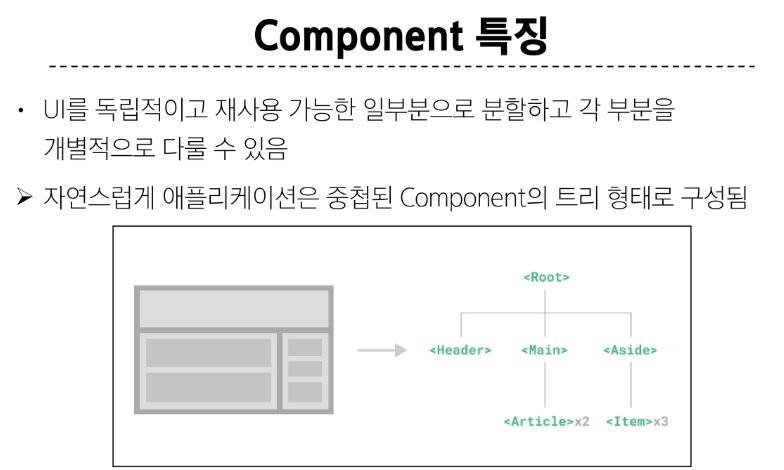 Component 특징
• UI를 독립적이고 재사용 가능한 일부분으로 분할하고 각 부분을
개별적으로 다룰 수 있음
➢ 자연스럽게 애플리케이션은 중첩된 Component의 트리 형태로 구성됨
<Root>
<Header> <Main> <Aside>
<Article>x2 <Item>x3